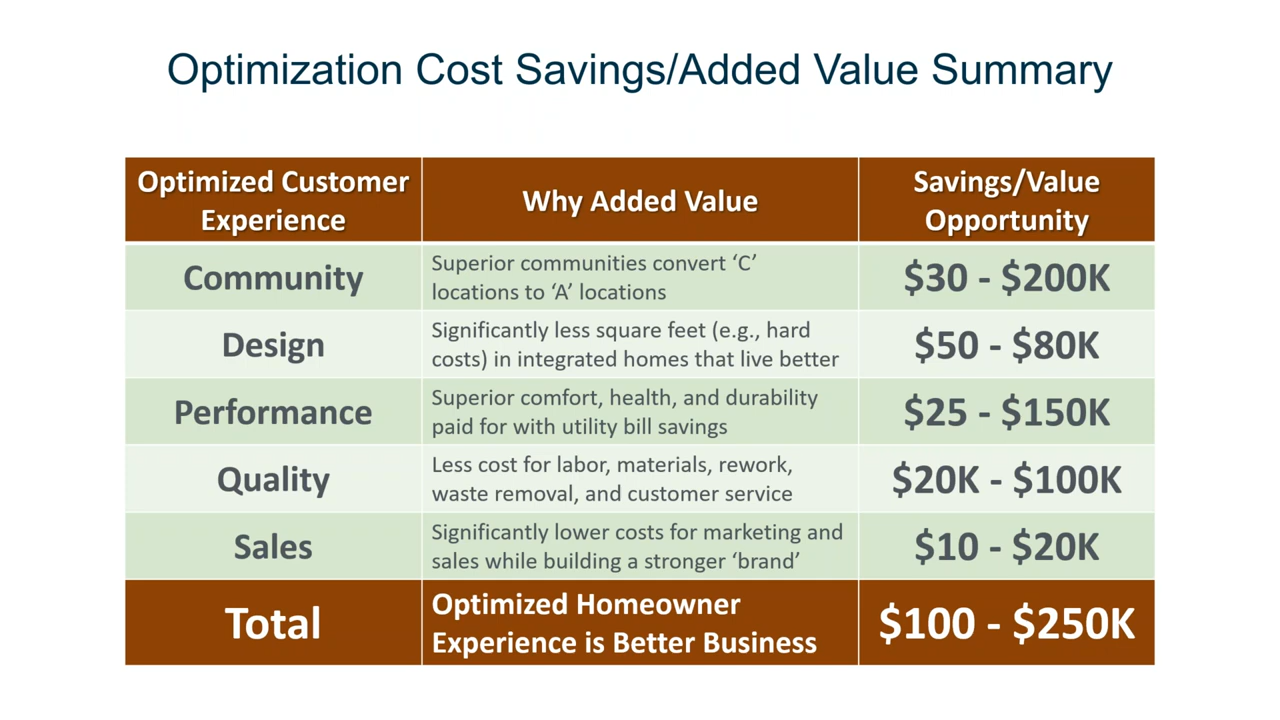 Optimization Cost Savings/Added Value Summary
Optimized Customer
Experience
Why Added Value
Savings/Value
Opportunity
Community
Superior communities convert ‘C’
locations to ‘A’ locations
$30 - $200K
Design
Significantly less square feet (e.g., hard
costs) in integrated homes that live better
$50 - $80K
Performance
Superior comfort, health, and durability
paid for with utility bill savings
$25 - $150K
Quality
Less cost for labor, materials, rework,
waste removal, and customer service
$20K - $100K
Sales
Significantly lower costs for marketing and
sales while building a stronger ‘brand’
$10 - $20K
Total
Optimized Homeowner
Experience is Better Business
$100 - $250K